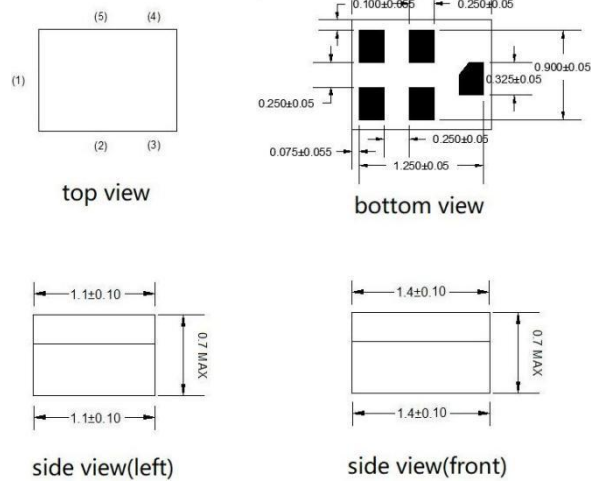 (5) (4)
(1)
(2) (3)
top view
0.100±0.055
0.250±0.05
0.900±0.05
0.325±0.05
0.250±0.05
0.250±0.05
0.075±0.055
1.250±0.05
bottom view
1.1±0.10
0.7 MAX
1.1±0.10
side view(left)
1.4±0.10
0.7 MAX
1.4±0.10
side view(front)